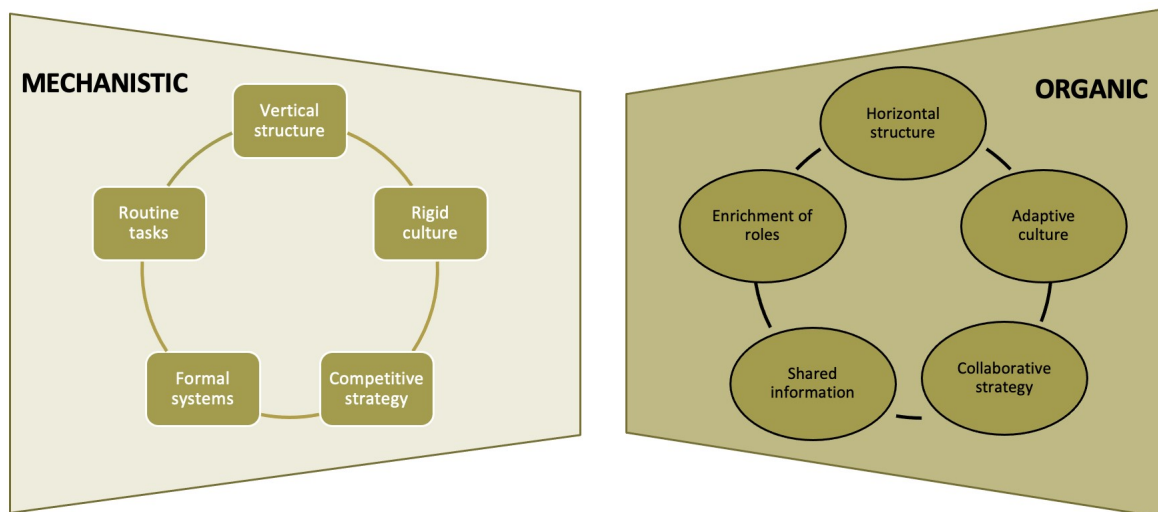 MECHANISTIC
Vertical
structure
Rigid
culture
Competitive
strategy
Formal
systems
Routine
tasks
ORGANIC
Horizontal
structure
Adaptive
culture
Collaborative
strategy
Shared
information
Enrichment of
roles